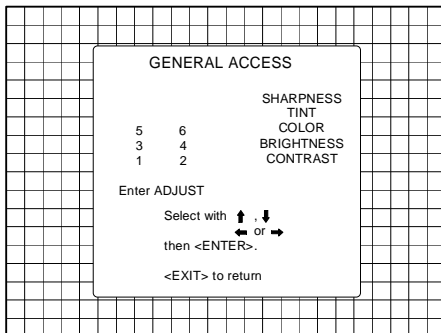 GENERAL ACCESS
SHARPNESS
TINT
5 6 COLOR
3 4 BRIGHTNESS
1 2 CONTRAST
Enter ADJUST
Select with ↑ , ↓
← or →
then <ENTER>.
<EXIT> to return